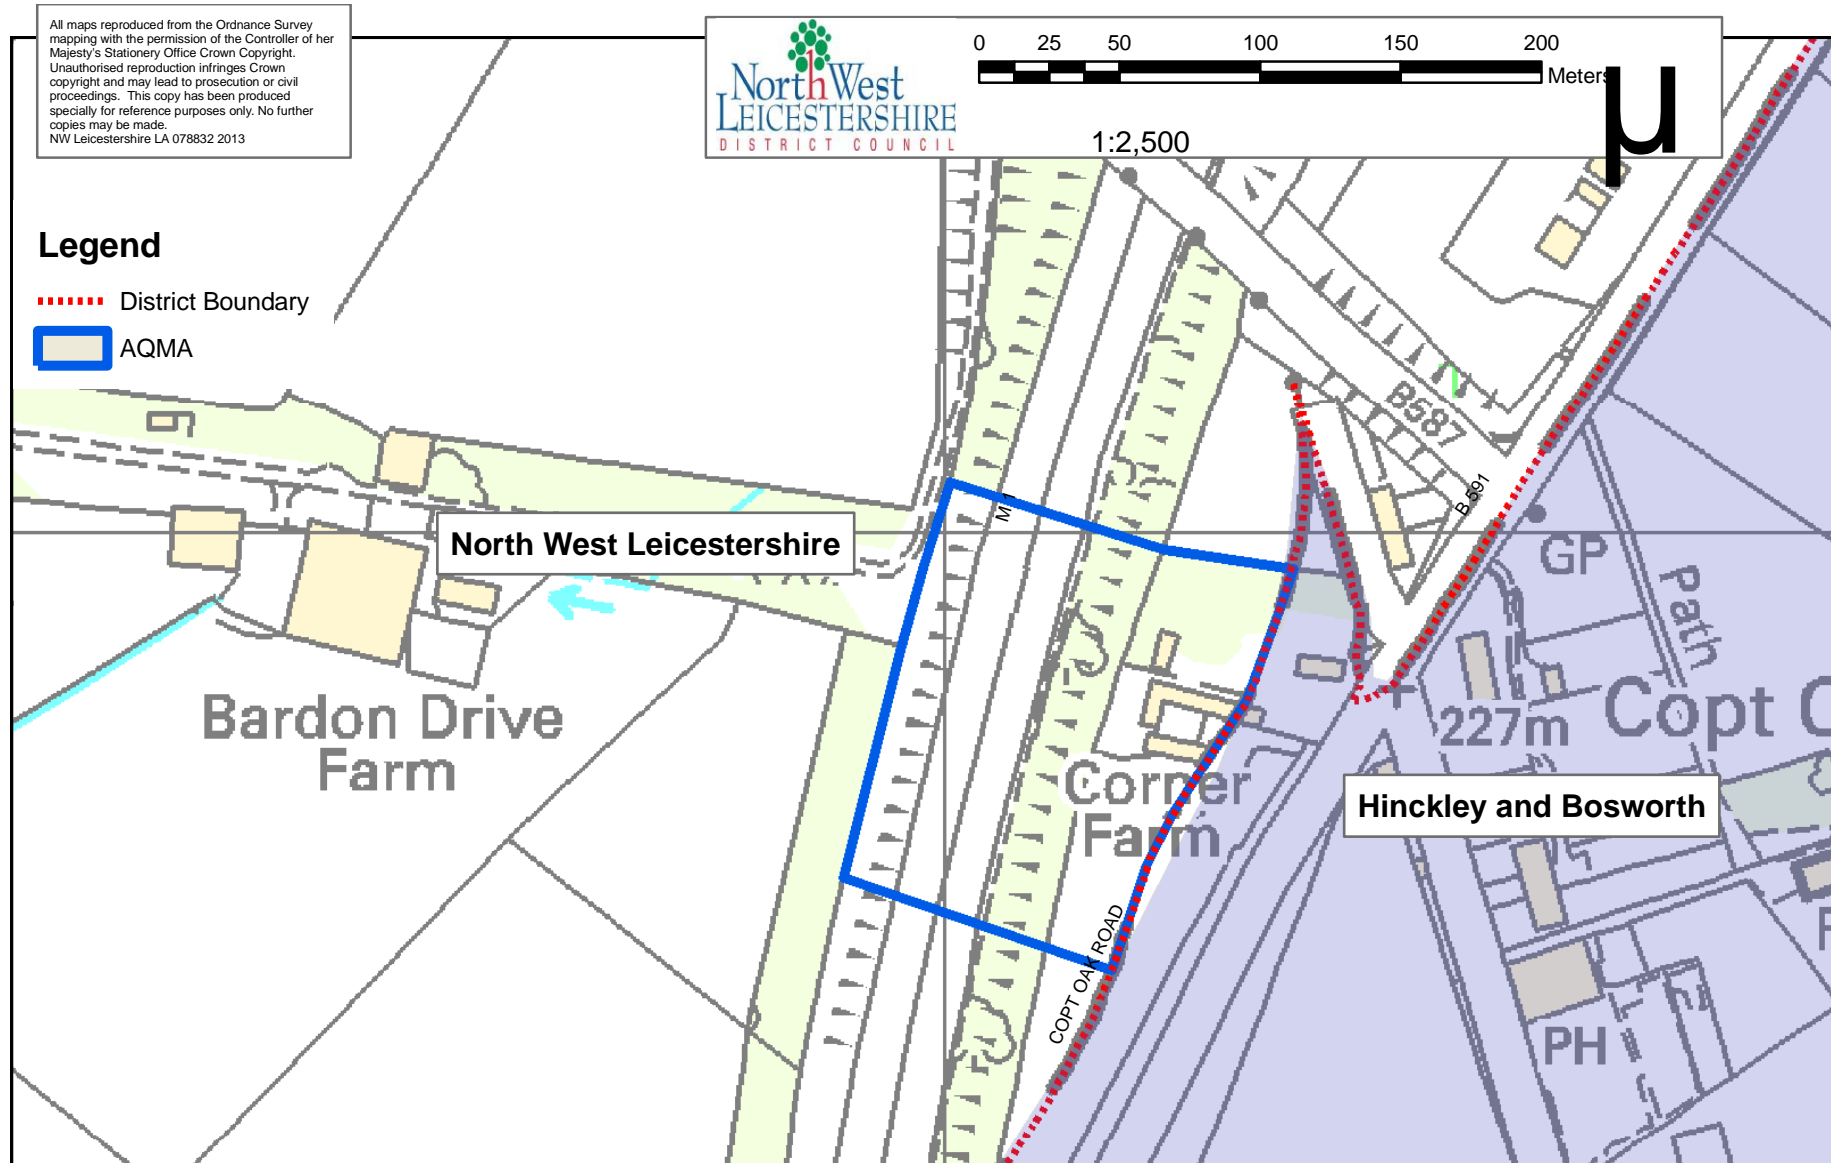 All maps reproduced from the Ordnance Survey
mapping with the permission of the Controller of her
Majesty's Stationery Office Crown Copyright.
Unauthorised reproduction infringes Crown
copyright and may lead to prosecution or civil
proceedings. This copy has been produced
specially for reference purposes only. No further
copies may be made.
NW Leicestershire LA 078832 2013
NorthWest
LEICESTERSHIRE
DISTRICT COUNCIL
0 25 50 100 150 200
Meters
1:2,500
µ
Legend
District Boundary
AQMA
B587
B 591
M 1
North West Leicestershire
GP
Path
Bardon Drive
Farm
227m
Copt O
Corner
Farm
Hinckley and Bosworth
COPT OAK ROAD
PH